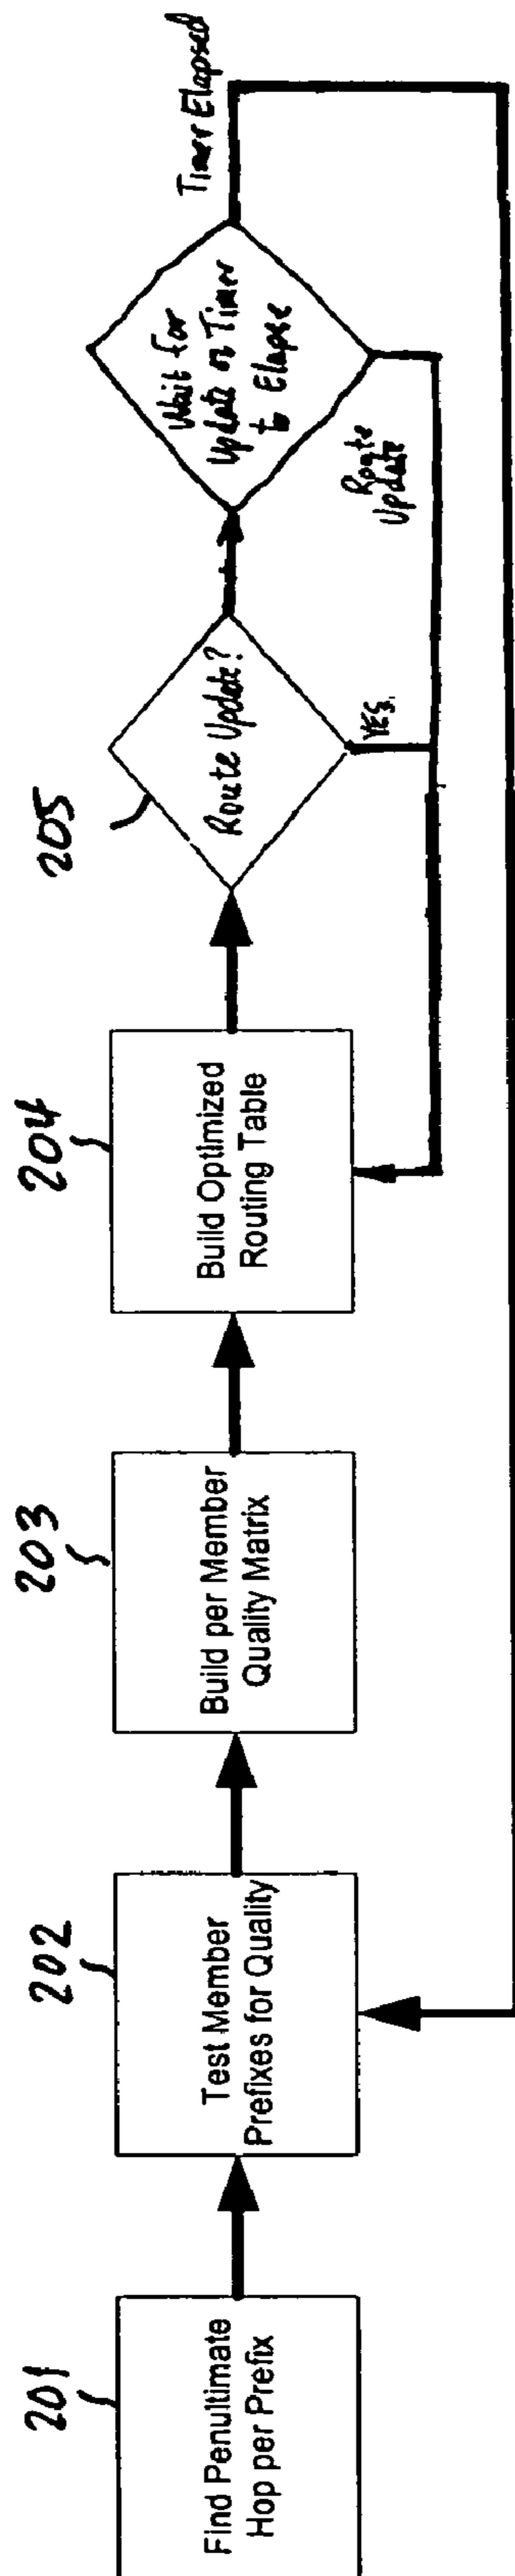 201
Find Penultimate
Hop per Prefix
202
Test Member
Prefixes for Quality
203
Build per Member
Quality Matrix
204
Build Optimized
Routing Table
205
Route Update?
YES.
Wait for
Update or Timer
to Elapse
Route
Update
Timer Elapsed